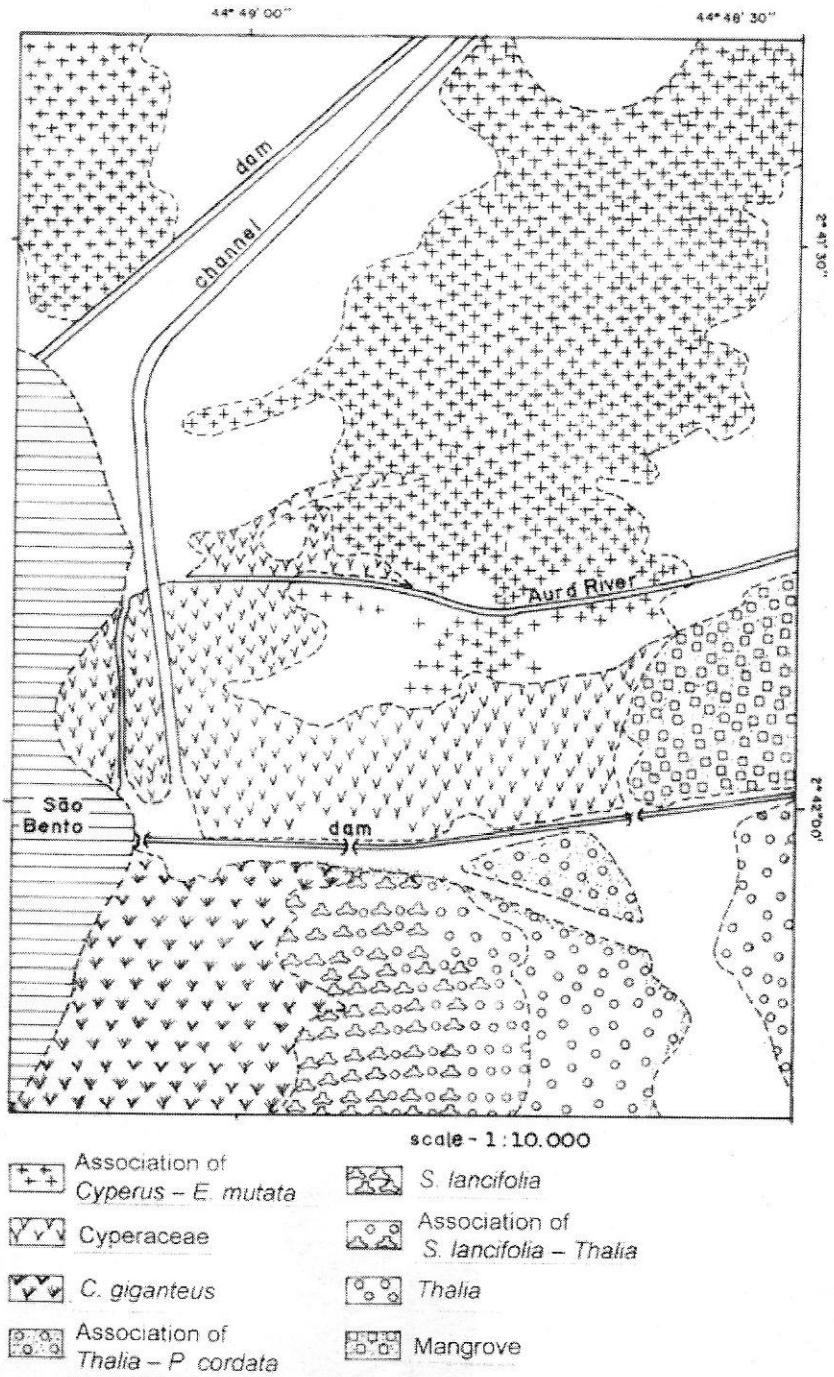 44° 49' 00"
44° 48' 30"
dam
channel
2° 41' 30"
Aurá River
São
Bento
dam
2° 42' 00'
scale - 1:10.000
Association of
Cyperus – E. mutata
Cyperaceae
C. giganteus
Association of
Thalia – P. cordata
S. lancifolia
Association of
S. lancifolia – Thalia
Thalia
Mangrove